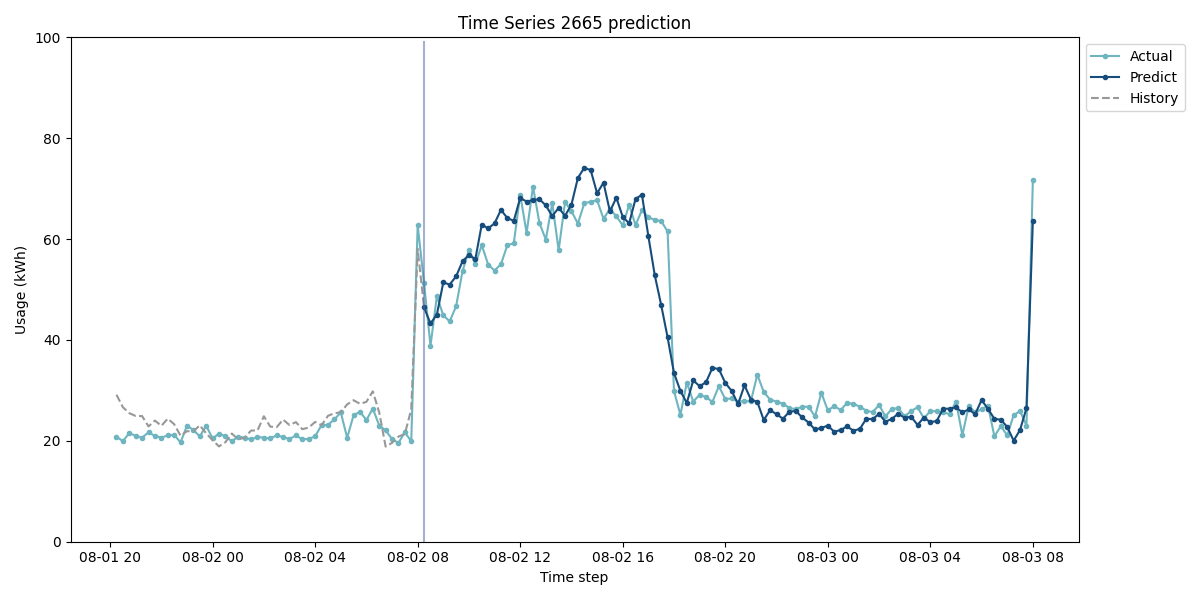 Time Series 2665 prediction
100
80
60
40
20
0
Usage (kWh)
08-01 20
08-02 00
08-02 04
08-02 08
08-02 12
08-02 16
08-02 20
08-03 00
08-03 04
08-03 08
Time step
Actual
Predict
History